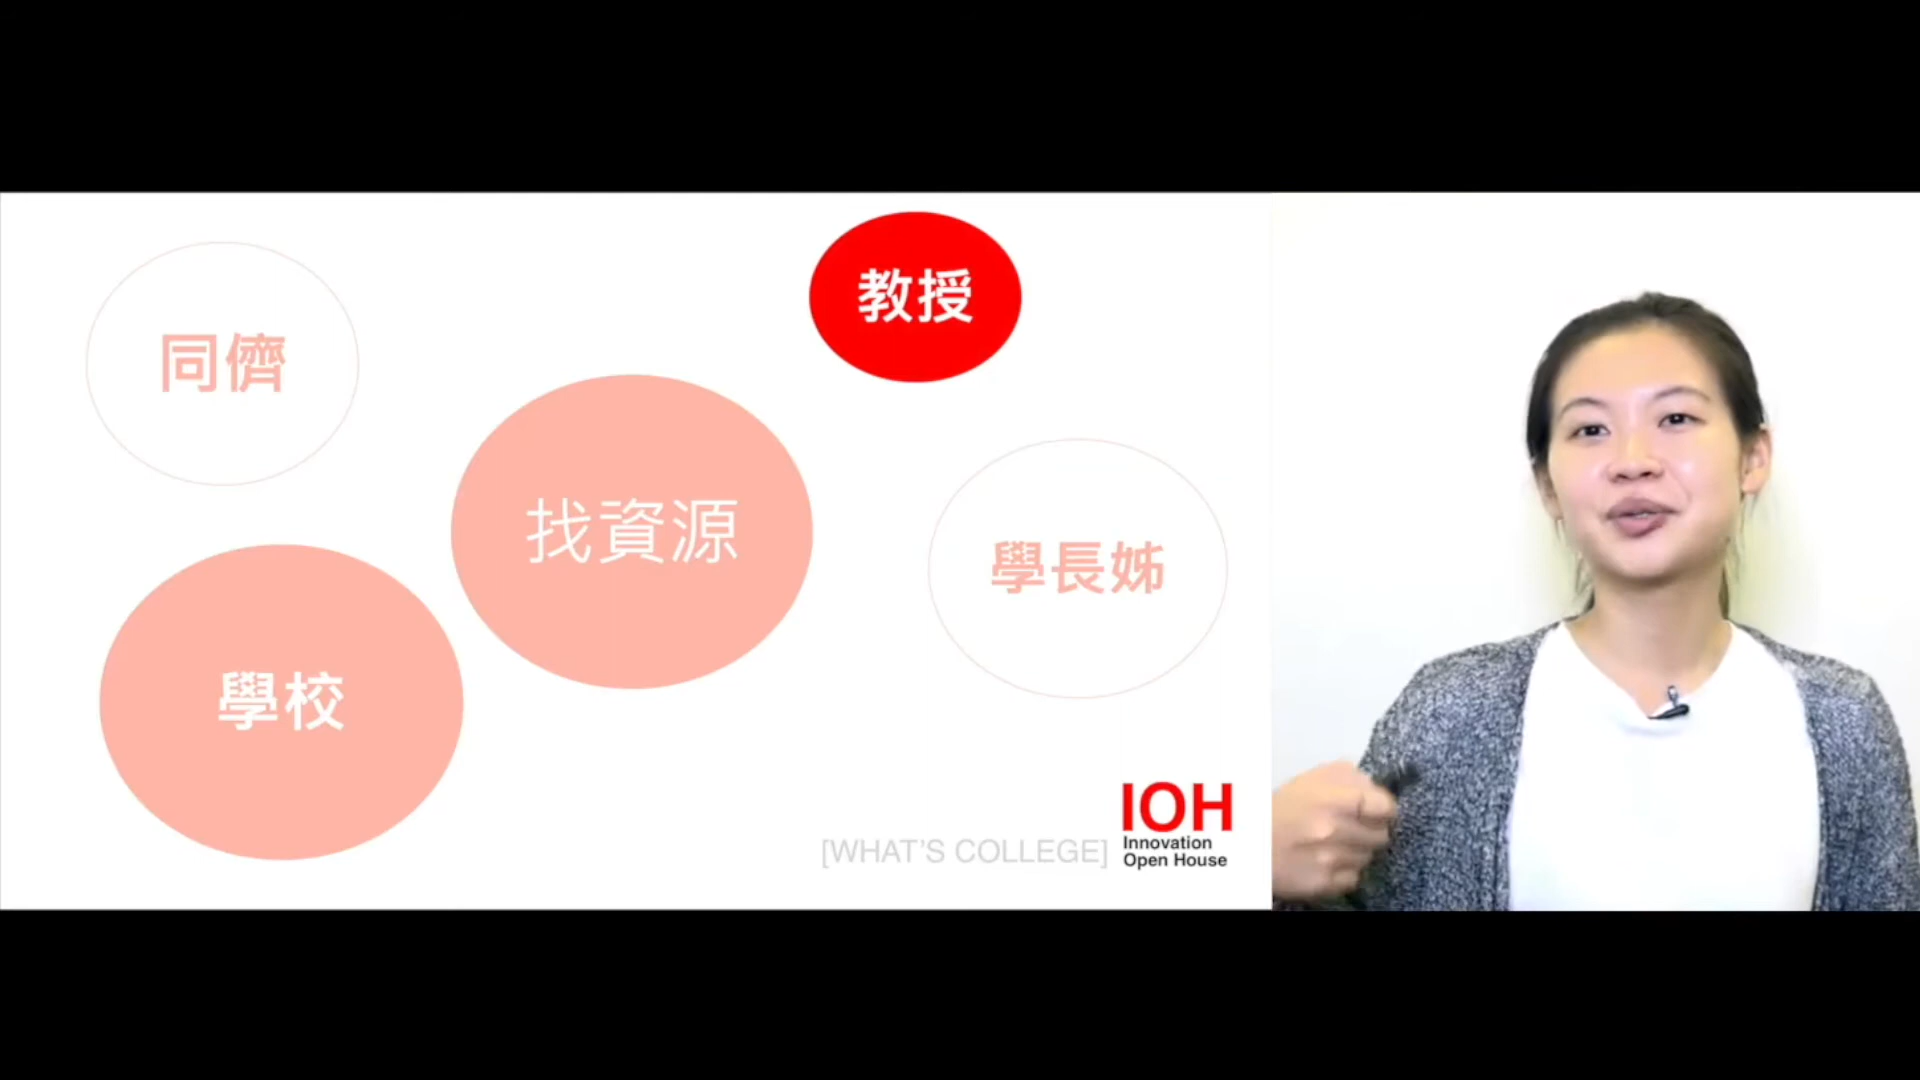 教授
同儕
找資源
學長姊
學校
[WHAT'S COLLEGE]
IOH
Innovation
Open House